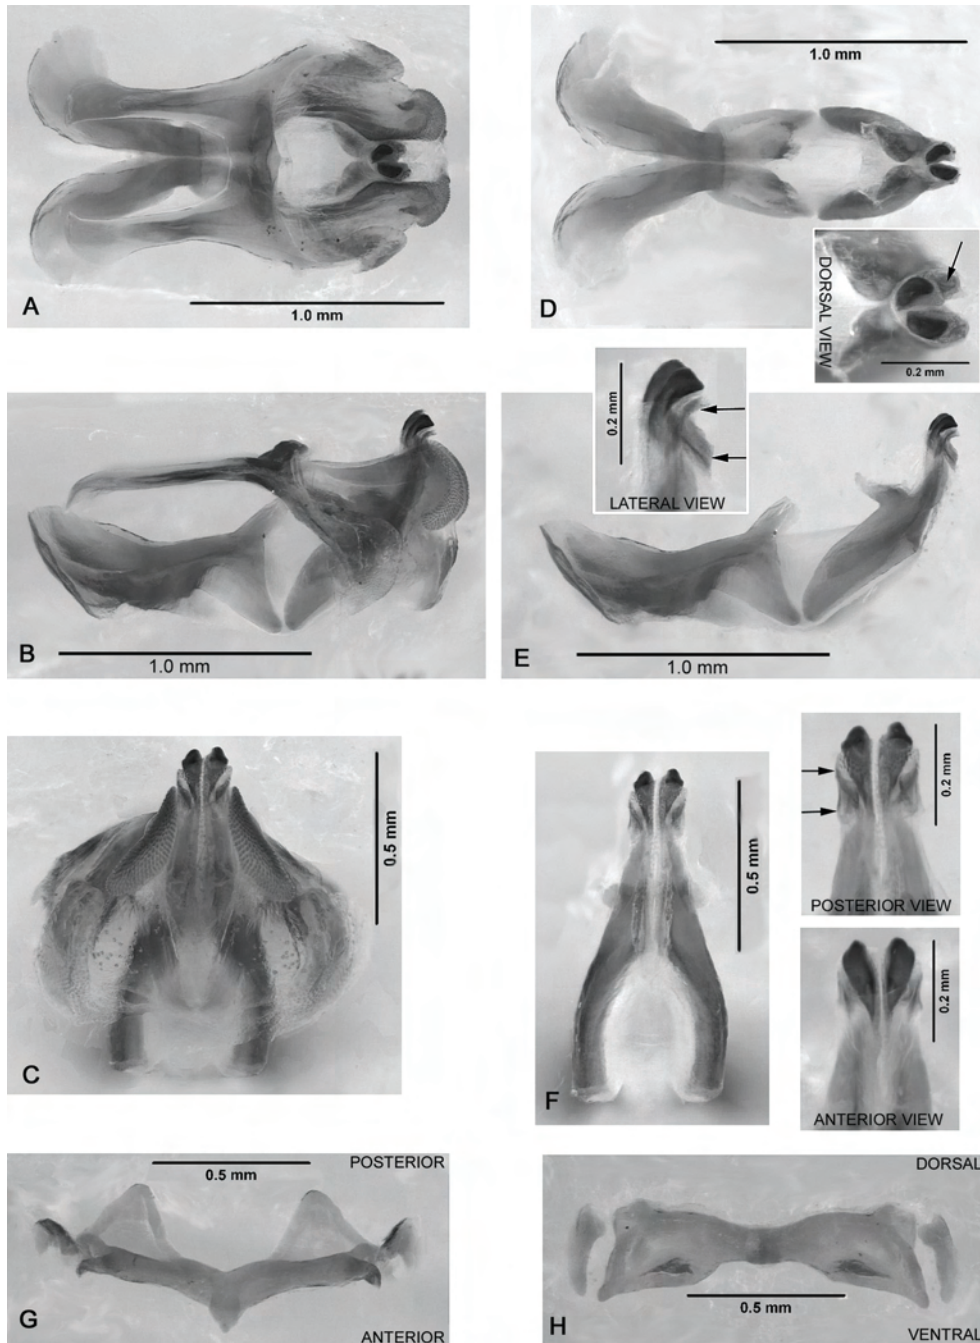 A
1.0 mm
1.0 mm
D
DORSAL VIEW
0.2 mm
B
1.0 mm
0.2 mm
LATERAL VIEW
E
1.0 mm
C
0.5 mm
F
0.5 mm
0.2 mm
POSTERIOR VIEW
0.2 mm
ANTERIOR VIEW
0.5 mm
POSTERIOR
G
ANTERIOR
DORSAL
H
0.5 mm
VENTRAL